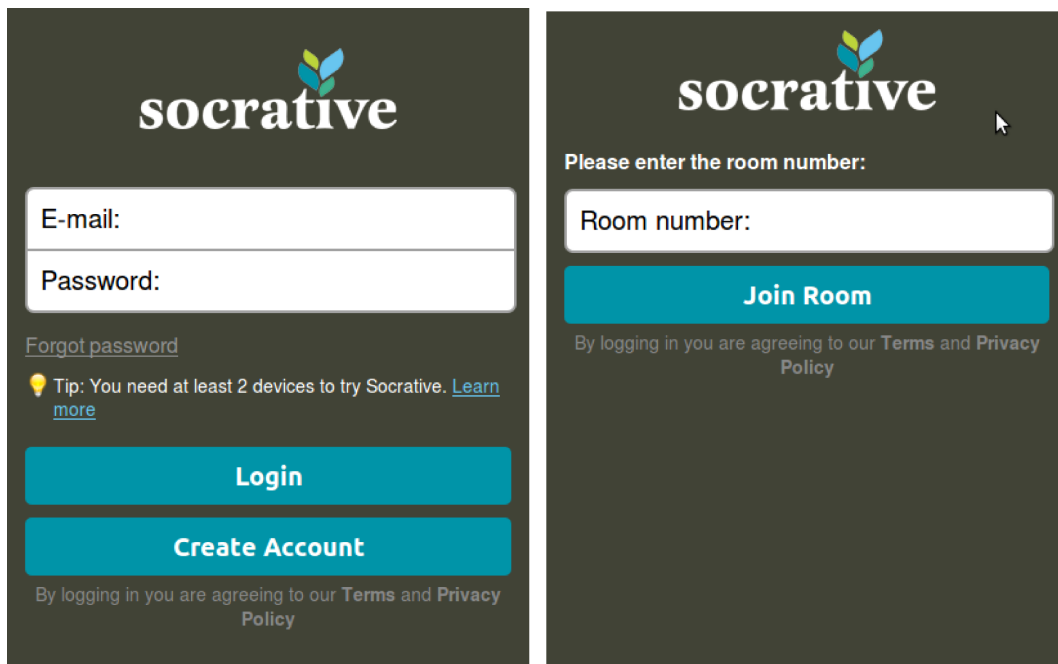 socrative
E-mail:
Password:
Forgot password
Tip: You need at least 2 devices to try Socrative. Learn
more
Login
Create Account
By logging in you are agreeing to our Terms and Privacy
Policy
socrative
Please enter the room number:
Room number:
Join Room
By logging in you are agreeing to our Terms and Privacy
Policy